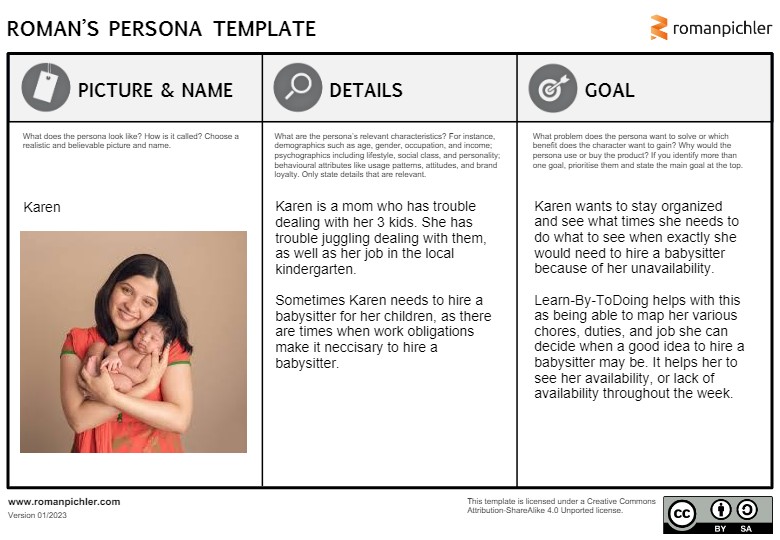 ROMAN'S PERSONA TEMPLATE
romanpichler
PICTURE & NAME
What does the persona look like? How is it called? Choose a
realistic and believable picture and name.
Karen
DETAILS
What are the persona's relevant characteristics? For instance,
demographics such as age, gender, occupation, and income;
psychographics including lifestyle, social class, and personality;
behavioural attributes like usage patterns, attitudes, and brand
loyalty. Only state details that are relevant.
Karen is a mom who has trouble
dealing with her 3 kids. She has
trouble juggling dealing with them,
as well as her job in the local
kindergarten.
Sometimes Karen needs to hire a
babysitter for her children, as there
are times when work obligations
make it neccisary to hire a
babysitter.
GOAL
What problem does the persona want to solve or which
benefit does the character want to gain? Why would the
persona use or buy the product? If you identify more than
one goal, prioritise them and state the main goal at the top.
Karen wants to stay organized
and see what times she needs to
do what to see when exactly she
would need to hire a babysitter
because of her unavailability.
Learn-By-ToDoing helps with this
as being able to map her various
chores, duties, and job she can
decide when a good idea to hire a
babysitter may be. It helps her to
see her availability, or lack of
availability throughout the week.
www.romanpichler.com
Version 01/2023
This template is licensed under a Creative Commons
Attribution-ShareAlike 4.0 Unported license.
cc
BY SA